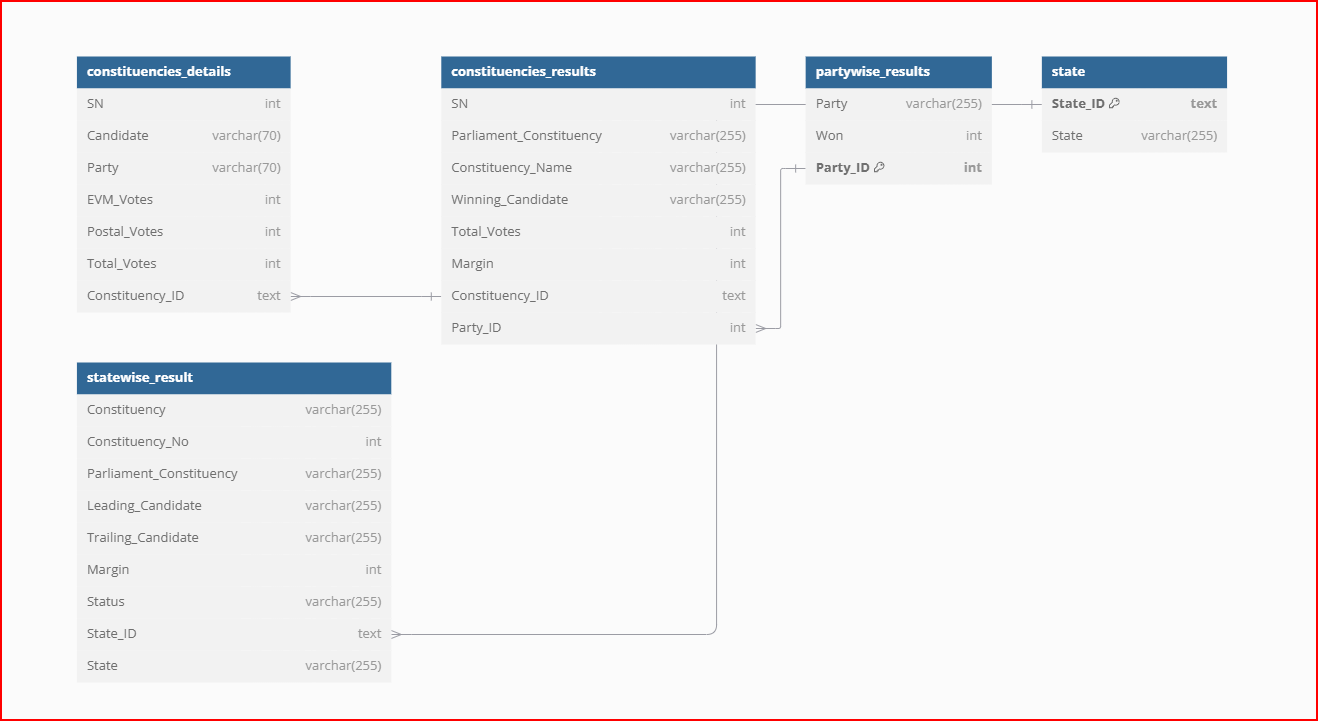 constituencies_details
SN int
Candidate varchar(70)
Party varchar(70)
EVM_Votes int
Postal_Votes int
Total_Votes int
Constituency_ID text
constituencies_results
SN int
Parliament_Constituency varchar(255)
Constituency_Name varchar(255)
Winning_Candidate varchar(255)
Total_Votes int
Margin int
Constituency_ID text
Party_ID int
partywise_results
Party varchar(255)
Won int
Party_ID int
state
State_ID text
State varchar(255)
statewise_result
Constituency varchar(255)
Constituency_No int
Parliament_Constituency varchar(255)
Leading_Candidate varchar(255)
Trailing_Candidate varchar(255)
Margin int
Status varchar(255)
State_ID text
State varchar(255)